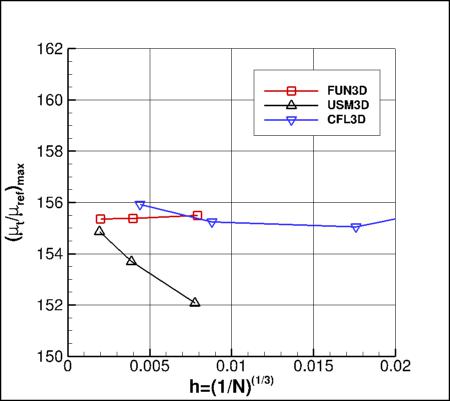 162
160
158
156
154
152
150
(μt/μref)max
FUN3D
USM3D
CFL3D
0
0.005
0.01
0.015
0.02
h=(1/N)(1/3)